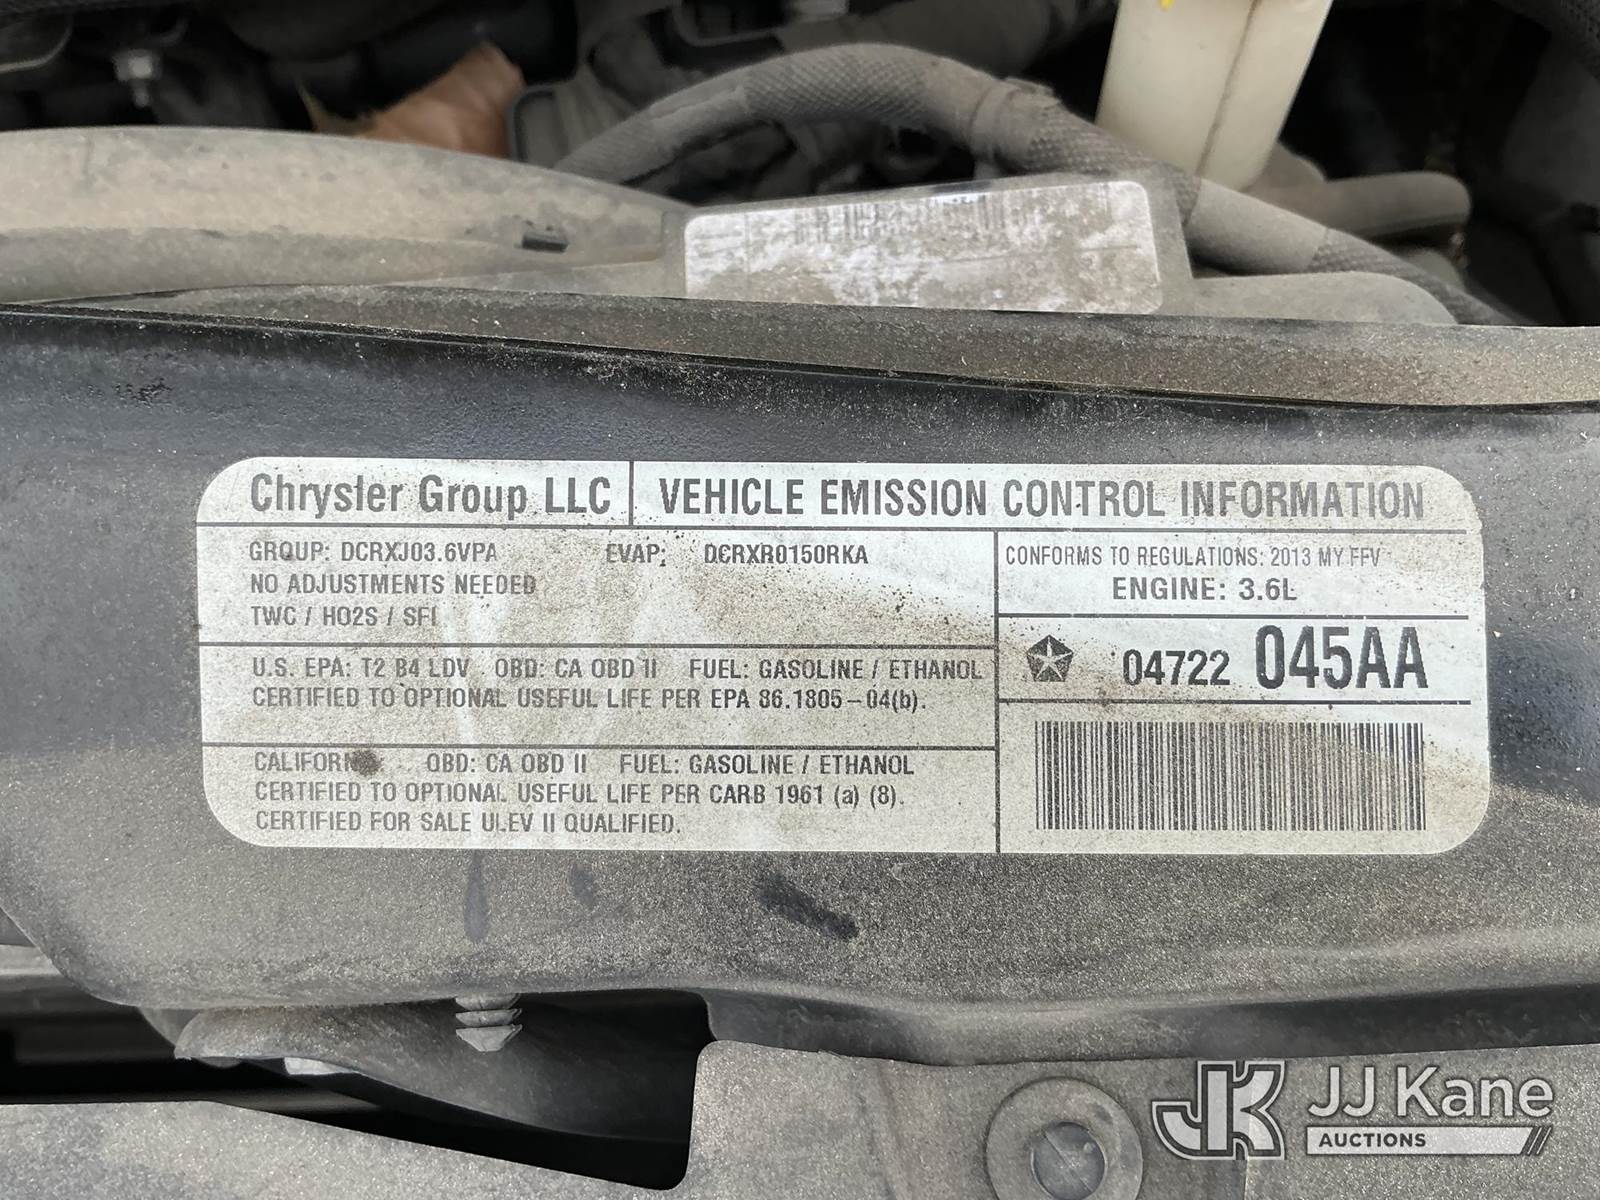 Chrysler Group LLC VEHICLE EMISSION CONTROL INFORMATION
GROUP: DCRXJ03.6VPA EVAP: DCRXR0150RKA
NO ADJUSTMENTS NEEDED
TWC / HO2S / SFI
CONFORMS TO REGULATIONS: 2013 MY FFV
ENGINE: 3.6L
04722 045AA
U.S. EPA: T2 B4 LDV OBD: CA OBD II FUEL: GASOLINE / ETHANOL
CERTIFIED TO OPTIONAL USEFUL LIFE PER EPA 86.1805-04(b).
CALIFORNIA: OBD: CA OBD II FUEL: GASOLINE / ETHANOL
CERTIFIED TO OPTIONAL USEFUL LIFE PER CARB 1961 (a) (8).
CERTIFIED FOR SALE ULEV II QUALIFIED.
JK JJ Kane
AUCTIONS